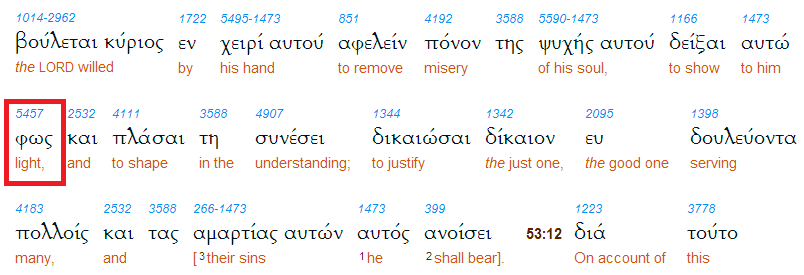 1014-2962 1722 5495-1473 851 4192 3588 5590-1473 1166 1473
βούλεται κύριος εν χειρί αυτού αφελείν πόνον της ψυχής αυτού δείξαι αυτώ
the LORD willed by his hand to remove misery of his soul, to show to him
5457 2532 4111 3588 4907 1344 1342 2095 1398
φως και πλάσαι τη συνέσει δικαιώσαι δίκαιον ευ δουλεύοντα
light, and to shape in the understanding; to justify the just one, the good one serving
4183 2532 3588 266-1473 1473 399 1223 3778
πολλοίς και τας αμαρτίας αυτών αυτός ανοίσει 53:12 διά τούτο
many, and [3their sins 1he 2shall bear]. On account of this